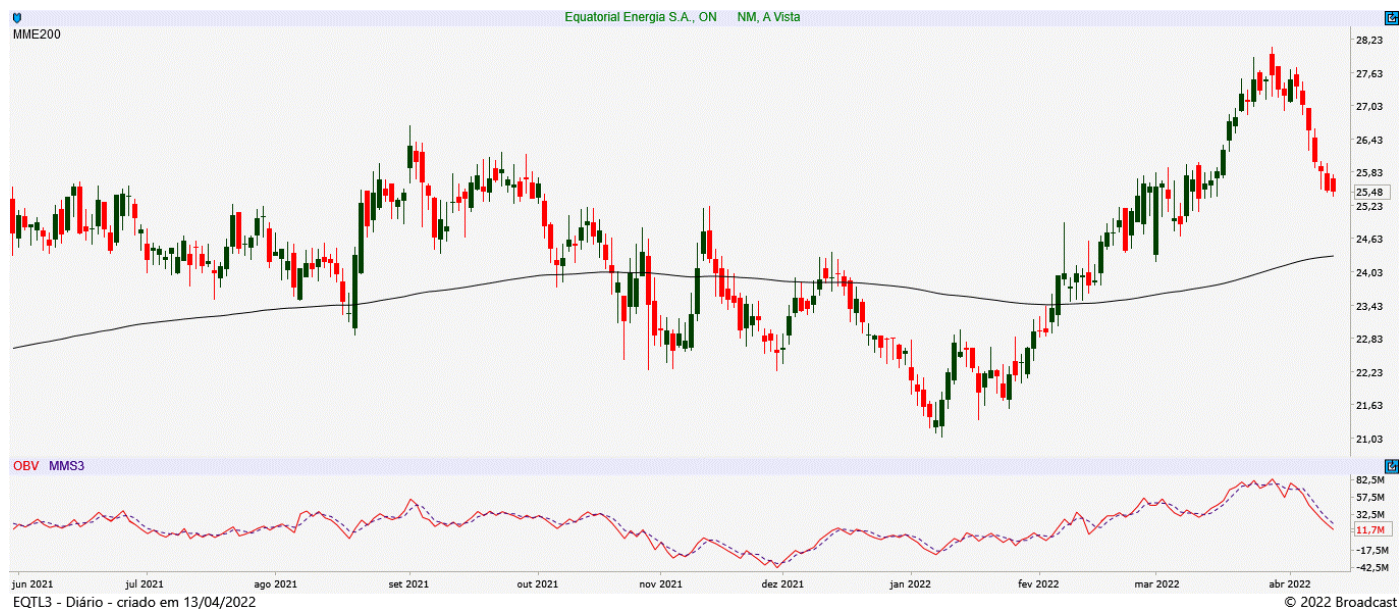 Equatorial Energia S.A., ON NM, A Vista
MME200
28,23
27,63
27,03
26,43
25,83
25,48
25,23
24,63
24,03
23,43
22,83
22,23
21,63
21,03
OBV MMS3
82,5M
57,5M
32,5M
11,7M
-17,5M
-42,5M
jun 2021 jul 2021 ago 2021 set 2021 out 2021 nov 2021 dez 2021 jan 2022 fev 2022 mar 2022 abr 2022
EQTL3 - Diário - criado em 13/04/2022 © 2022 Broadcast